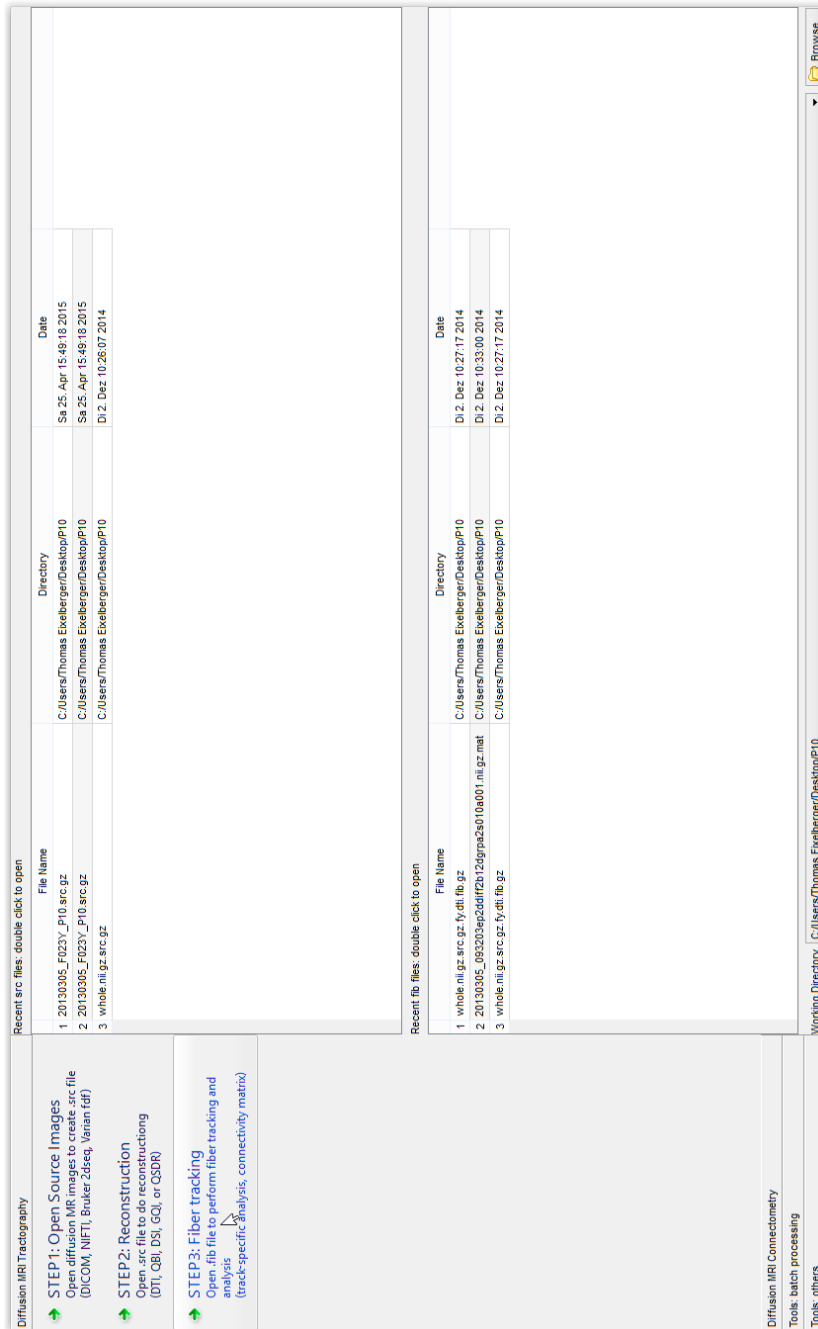 Diffusion MRI Tractography
STEP1: Open Source Images
Open diffusion MR images to create .src file
(DICOM, NIFTI, Bruker 2dseq, Varian fdf)
STEP2: Reconstruction
Open .src file to do reconstructiong
(DTI, QBI, DSI, GQI, or QSDR)
STEP3: Fiber tracking
Open .fib file to perform fiber tracking and
analysis
(track-specific analysis, connectivity matrix)
Diffusion MRI Connectometry
Tools: batch processing
Tools: others
Recent src files: double click to open
File Name Directory Date
1 20130305_F023Y_P10.src.gz C:/Users/Thomas Eixelberger/Desktop/P10 Sa 25. Apr 15:49:18 2015
2 20130305_F023Y_P10.src.gz C:/Users/Thomas Eixelberger/Desktop/P10 Sa 25. Apr 15:49:18 2015
3 whole.nii.gz.src.gz C:/Users/Thomas Eixelberger/Desktop/P10 Di 2. Dez 10:26:07 2014
Recent fib files: double click to open
File Name Directory Date
1 whole.nii.gz.src.gz.fy.dti.fib.gz C:/Users/Thomas Eixelberger/Desktop/P10 Di 2. Dez 10:27:17 2014
2 20130305_093203ep2ddiff2b12dgrpa2s010a001.nii.gz.mat C:/Users/Thomas Eixelberger/Desktop/P10 Di 2. Dez 10:33:00 2014
3 whole.nii.gz.src.gz.fy.dti.fib.gz C:/Users/Thomas Eixelberger/Desktop/P10 Di 2. Dez 10:27:17 2014
Working Directory C:/Users/Thomas Eixelberger/Desktop/P10 Browse